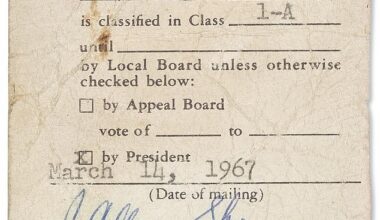 is classified in Class 1-A
until
by Local Board unless otherwise
checked below:
☐ by Appeal Board
vote of to
☒ by President
March 14, 1967
(Date of mailing)